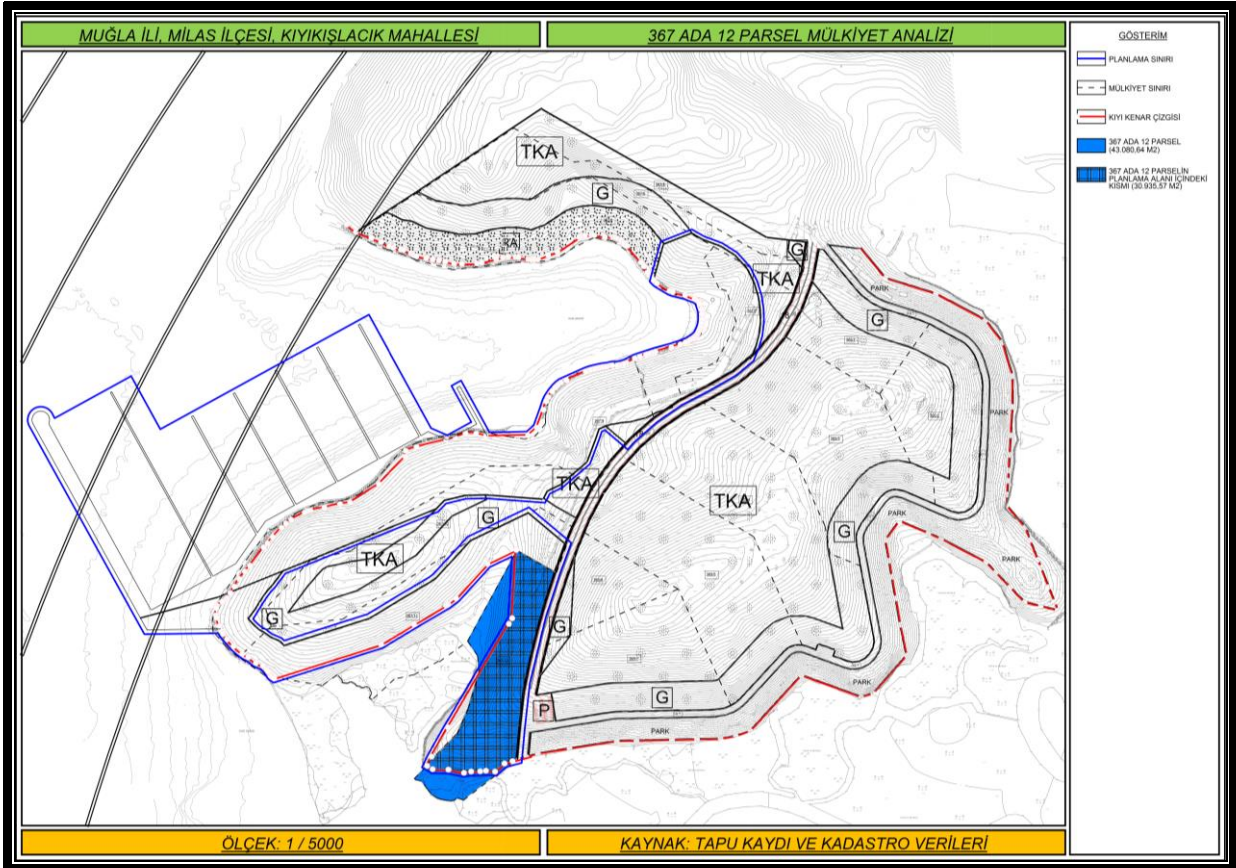 MUĞLA İLİ, MİLAS İLÇESİ, KIYIKIŞLACIK MAHALLESİ
367 ADA 12 PARSEL MÜLKİYET ANALİZİ
GÖSTERİM
PLANLAMA SINIRI
MÜLKİYET SINIRI
KIYI KENAR ÇİZGİSİ
367 ADA 12 PARSEL
(43.080,64 M2)
367 ADA 12 PARSELİN
PLANLAMA ALANI İÇİNDEKİ
KISMI (30.935,57 M2)
TKA
G
G
TKA
PARK
G
PARK
TKA
TKA
G
PARK
G
TKA
PARK
G
G
PARK
G
P
PARK
ÖLÇEK: 1 / 5000
KAYNAK: TAPU KAYDI VE KADASTRO VERİLERİ